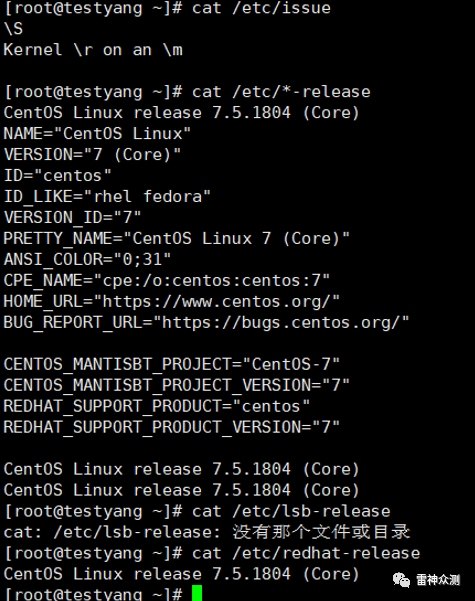 [root@testyang ~]# cat /etc/issue
\S
Kernel \r on an \m
[root@testyang ~]# cat /etc/*-release
CentOS Linux release 7.5.1804 (Core)
NAME="CentOS Linux"
VERSION="7 (Core)"
ID="centos"
ID_LIKE="rhel fedora"
VERSION_ID="7"
PRETTY_NAME="CentOS Linux 7 (Core)"
ANSI_COLOR="0;31"
CPE_NAME="cpe:/o:centos:centos:7"
HOME_URL="https://www.centos.org/"
BUG_REPORT_URL="https://bugs.centos.org/"
CENTOS_MANTISBT_PROJECT="CentOS-7"
CENTOS_MANTISBT_PROJECT_VERSION="7"
REDHAT_SUPPORT_PRODUCT="centos"
REDHAT_SUPPORT_PRODUCT_VERSION="7"
CentOS Linux release 7.5.1804 (Core)
CentOS Linux release 7.5.1804 (Core)
[root@testyang ~]# cat /etc/lsb-release
cat: /etc/lsb-release: 没有那个文件或目录
[root@testyang ~]# cat /etc/redhat-release
CentOS Linux release 7.5.1804 (Core)
[root@testyang ~]#
雷神众测